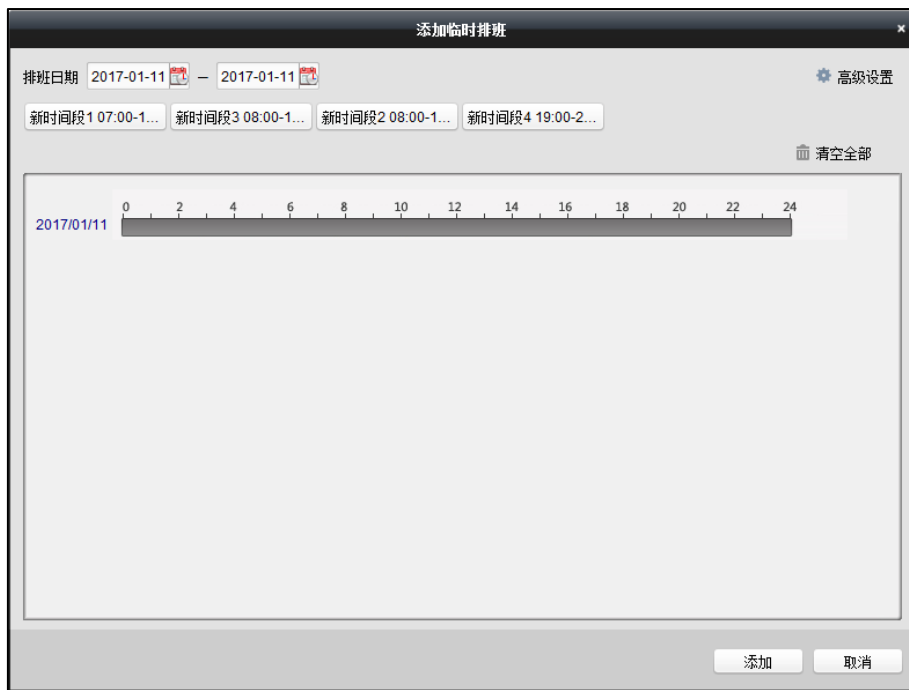 添加临时排班 ×
排班日期 2017-01-11 – 2017-01-11 高级设置
新时间段1 07:00-1... 新时间段3 08:00-1... 新时间段2 08:00-1... 新时间段4 19:00-2...
清空全部
0 2 4 6 8 10 12 14 16 18 20 22 24
2017/01/11
添加 取消